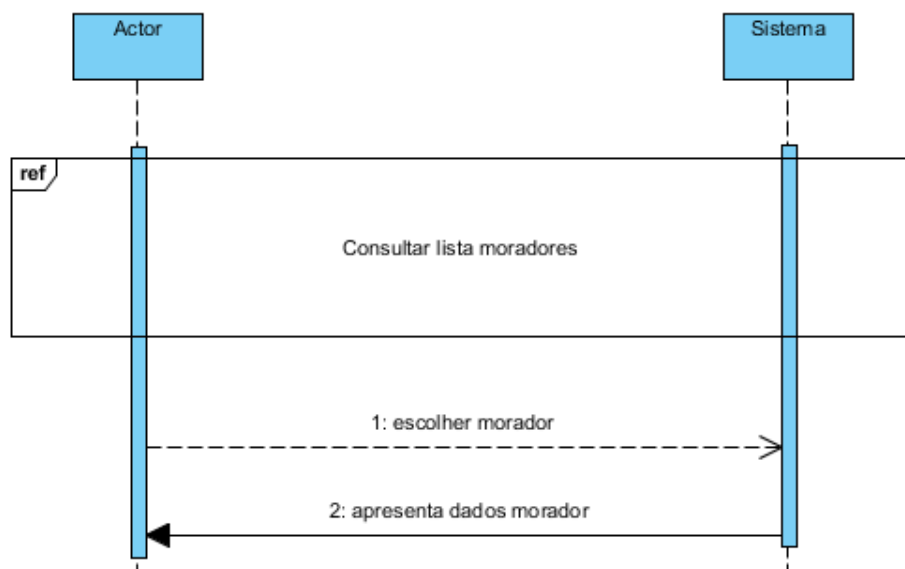 Actor
Sistema
ref
Consultar lista moradores
1: escolher morador
2: apresenta dados morador